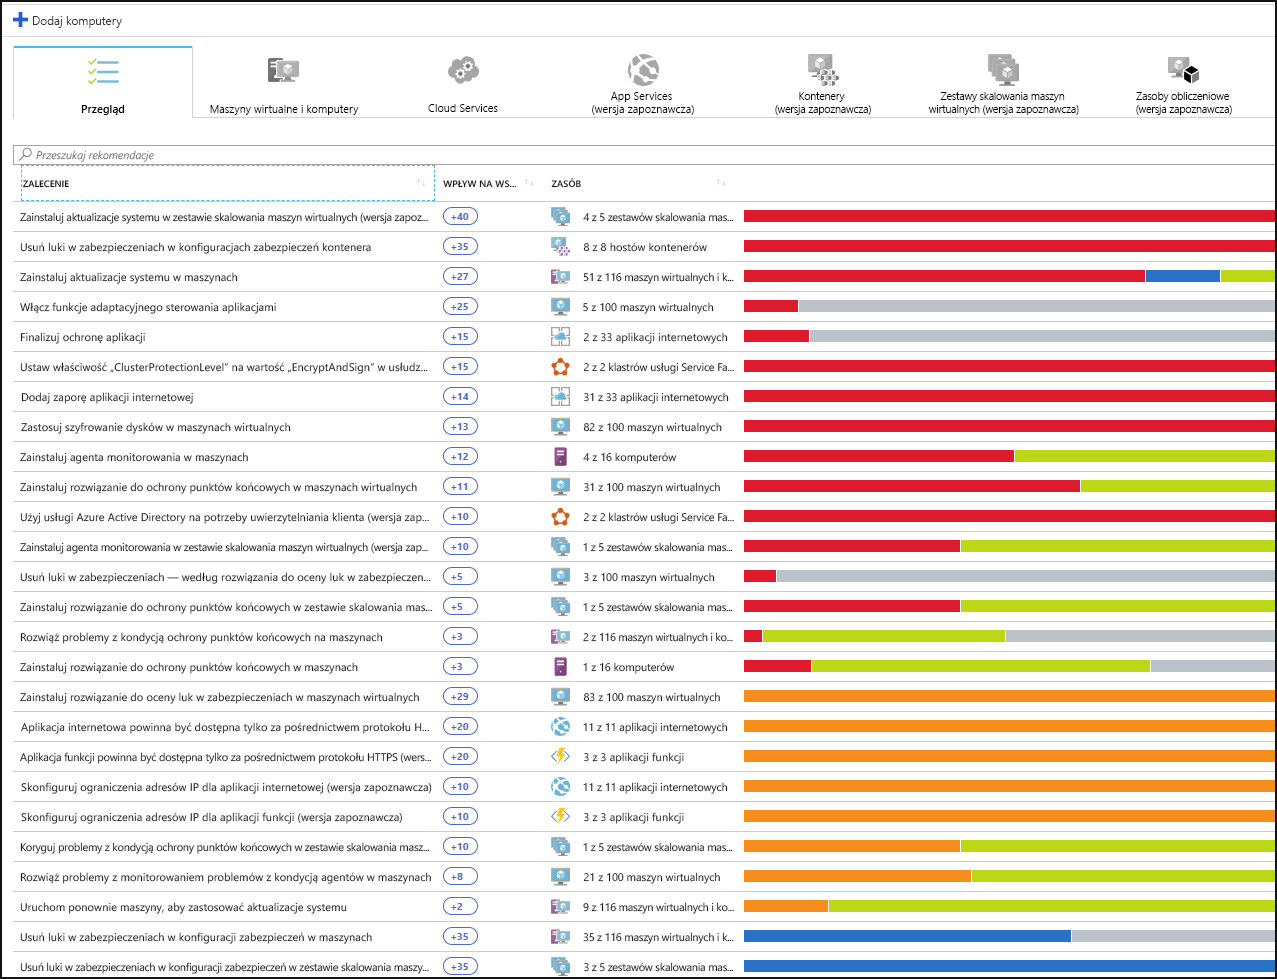 Dodaj komputery
Przegląd
Maszyny wirtualne i komputery
Cloud Services
App Services
(wersja zapoznawcza)
Kontenery
(wersja zapoznawcza)
Zestawy skalowania maszyn
wirtualnych (wersja zapoznawcza)
Zasoby obliczeniowe
(wersja zapoznawcza)
Przeszukaj rekomendacje
ZALECENIE WPŁYW NA WS... ZASÓB
Zainstaluj aktualizacje systemu w zestawie skalowania maszyn wirtualnych (wersja zapoz... +40 4 z 5 zestawów skalowania mas...
Usuń luki w zabezpieczeniach w konfiguracjach zabezpieczeń kontenera +35 8 z 8 hostów kontenerów
Zainstaluj aktualizacje systemu w maszynach +27 51 z 116 maszyn wirtualnych i k...
Włącz funkcje adaptacyjnego sterowania aplikacjami +25 5 z 100 maszyn wirtualnych
Finalizuj ochronę aplikacji +15 2 z 33 aplikacji internetowych
Ustaw właściwość „ClusterProtectionLevel” na wartość „EncryptAndSign” w usłudz... +15 2 z 2 klastrów usługi Service Fa...
Dodaj zaporę aplikacji internetowej +14 31 z 33 aplikacji internetowych
Zastosuj szyfrowanie dysków w maszynach wirtualnych +13 82 z 100 maszyn wirtualnych
Zainstaluj agenta monitorowania w maszynach +12 4 z 16 komputerów
Zainstaluj rozwiązanie do ochrony punktów końcowych w maszynach wirtualnych +11 31 z 100 maszyn wirtualnych
Użyj usługi Azure Active Directory na potrzeby uwierzytelniania klienta (wersja zap... +10 2 z 2 klastrów usługi Service Fa...
Zainstaluj agenta monitorowania w zestawie skalowania maszyn wirtualnych (wersja zap... +10 1 z 5 zestawów skalowania mas...
Usuń luki w zabezpieczeniach — według rozwiązania do oceny luk w zabezpieczen... +5 3 z 100 maszyn wirtualnych
Zainstaluj rozwiązanie do ochrony punktów końcowych w zestawie skalowania mas... +5 1 z 5 zestawów skalowania mas...
Rozwiąż problemy z kondycją ochrony punktów końcowych na maszynach +3 2 z 116 maszyn wirtualnych i ko...
Zainstaluj rozwiązanie do ochrony punktów końcowych w maszynach +3 1 z 16 komputerów
Zainstaluj rozwiązanie do oceny luk w zabezpieczeniach w maszynach wirtualnych +29 83 z 100 maszyn wirtualnych
Aplikacja internetowa powinna być dostępna tylko za pośrednictwem protokołu H... +20 11 z 11 aplikacji internetowych
Aplikacja funkcji powinna być dostępna tylko za pośrednictwem protokołu HTTPS (wers... +20 3 z 3 aplikacji funkcji
Skonfiguruj ograniczenia adresów IP dla aplikacji internetowej (wersja zapoznawcza) +10 11 z 11 aplikacji internetowych
Skonfiguruj ograniczenia adresów IP dla aplikacji funkcji (wersja zapoznawcza) +10 3 z 3 aplikacji funkcji
Koryguj problemy z kondycją ochrony punktów końcowych w zestawie skalowania masz... +10 1 z 5 zestawów skalowania mas...
Rozwiąż problemy z monitorowaniem problemów z kondycją agentów w maszynach +8 21 z 100 maszyn wirtualnych
Uruchom ponownie maszyny, aby zastosować aktualizacje systemu +2 9 z 116 maszyn wirtualnych i ko...
Usuń luki w zabezpieczeniach w konfiguracji zabezpieczeń w maszynach +35 35 z 116 maszyn wirtualnych i k...
Usuń luki w zabezpieczeniach w konfiguracji zabezpieczeń w zestawie skalowania maszy... +35 3 z 5 zestawów skalowania mas...